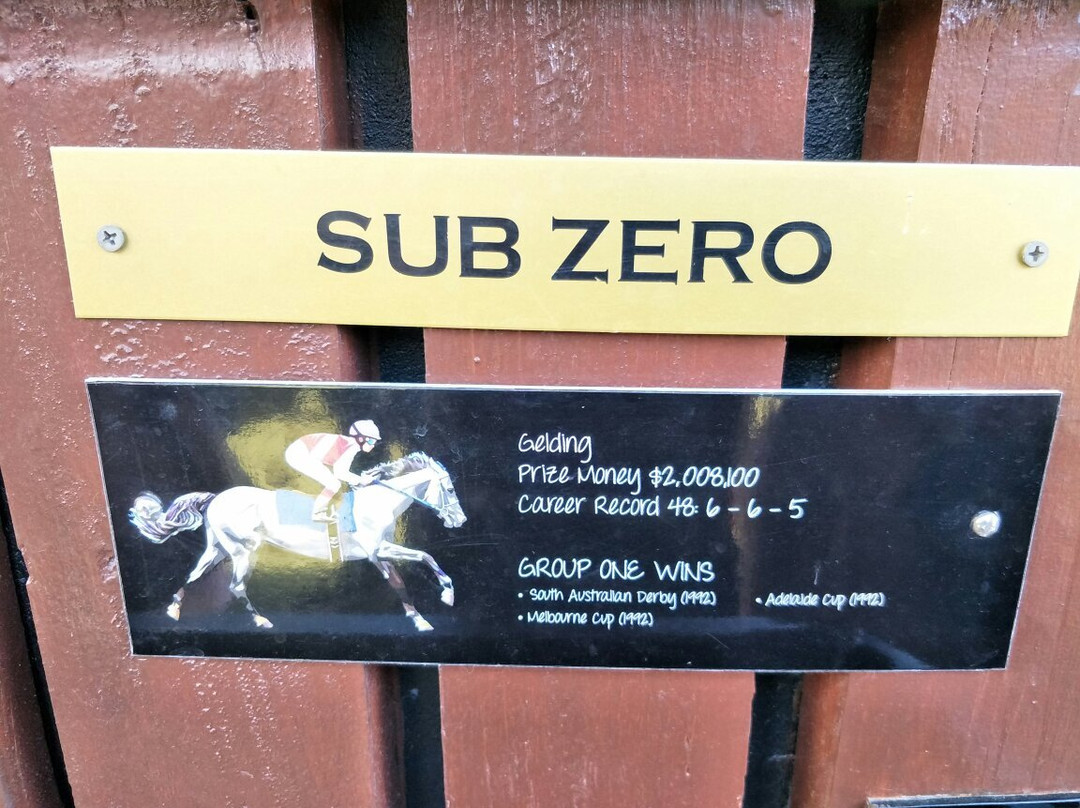 SUB ZERO
Gelding
Prize Money $2,008,100
Career Record 48: 6 - 6 - 5
GROUP ONE WINS
• South Australian Derby (1992) • Adelaide Cup (1992)
• Melbourne Cup (1992)